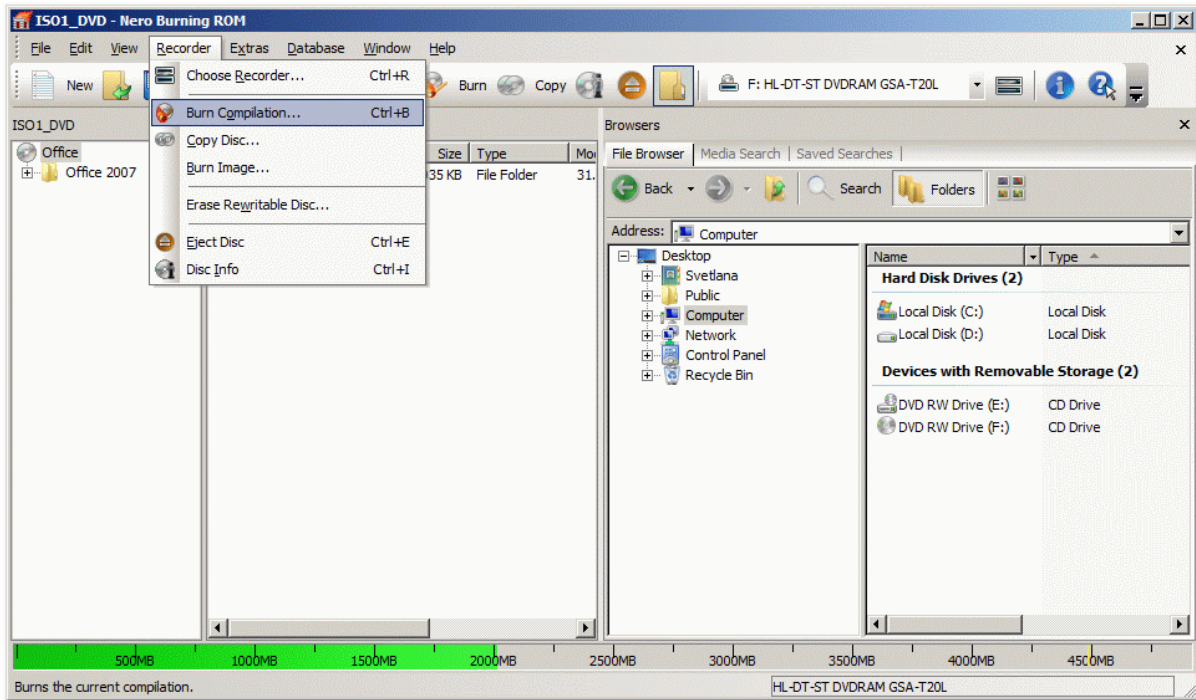 ISO1_DVD - Nero Burning ROM
File Edit View Recorder Extras Database Window Help
New Burn Copy F: HL-DT-ST DVDRAM GSA-T20L
Choose Recorder... Ctrl+R
Burn Compilation... Ctrl+B
Copy Disc...
Burn Image...
Erase Rewritable Disc...
Eject Disc Ctrl+E
Disc Info Ctrl+I
ISO1_DVD
Office
Office 2007
Size Type
35 KB File Folder 31.
Browsers
File Browser Media Search Saved Searches
Back Search Folders
Address: Computer
Desktop
Svetlana
Public
Computer
Network
Control Panel
Recycle Bin
Name Type
Hard Disk Drives (2)
Local Disk (C:) Local Disk
Local Disk (D:) Local Disk
Devices with Removable Storage (2)
DVD RW Drive (E:) CD Drive
DVD RW Drive (F:) CD Drive
500MB 1000MB 1500MB 2000MB 2500MB 3000MB 3500MB 4000MB 4500MB
Burns the current compilation. HL-DT-ST DVDRAM GSA-T20L